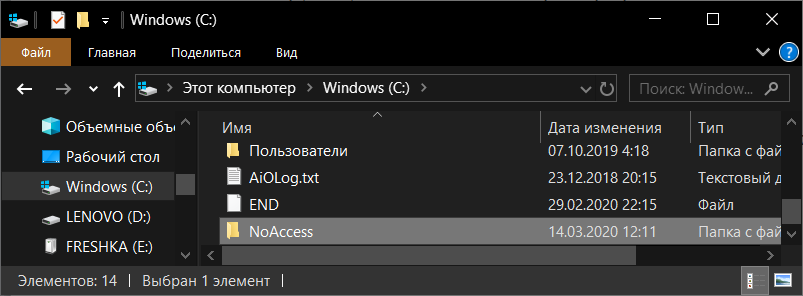 Windows (C:)
Файл Главная Поделиться Вид
Этот компьютер Windows (C:) Поиск: Window...
Имя Дата изменения Тип
Объемные объе
Пользователи 07.10.2019 4:18 Папка с фай
Рабочий стол
AiOLog.txt 23.12.2018 20:15 Текстовый д
Windows (C:)
END 29.02.2020 22:15 Файл
LENOVO (D:)
NoAccess 14.03.2020 12:11 Папка с фай
FRESHKA (E:)
Элементов: 14 Выбран 1 элемент